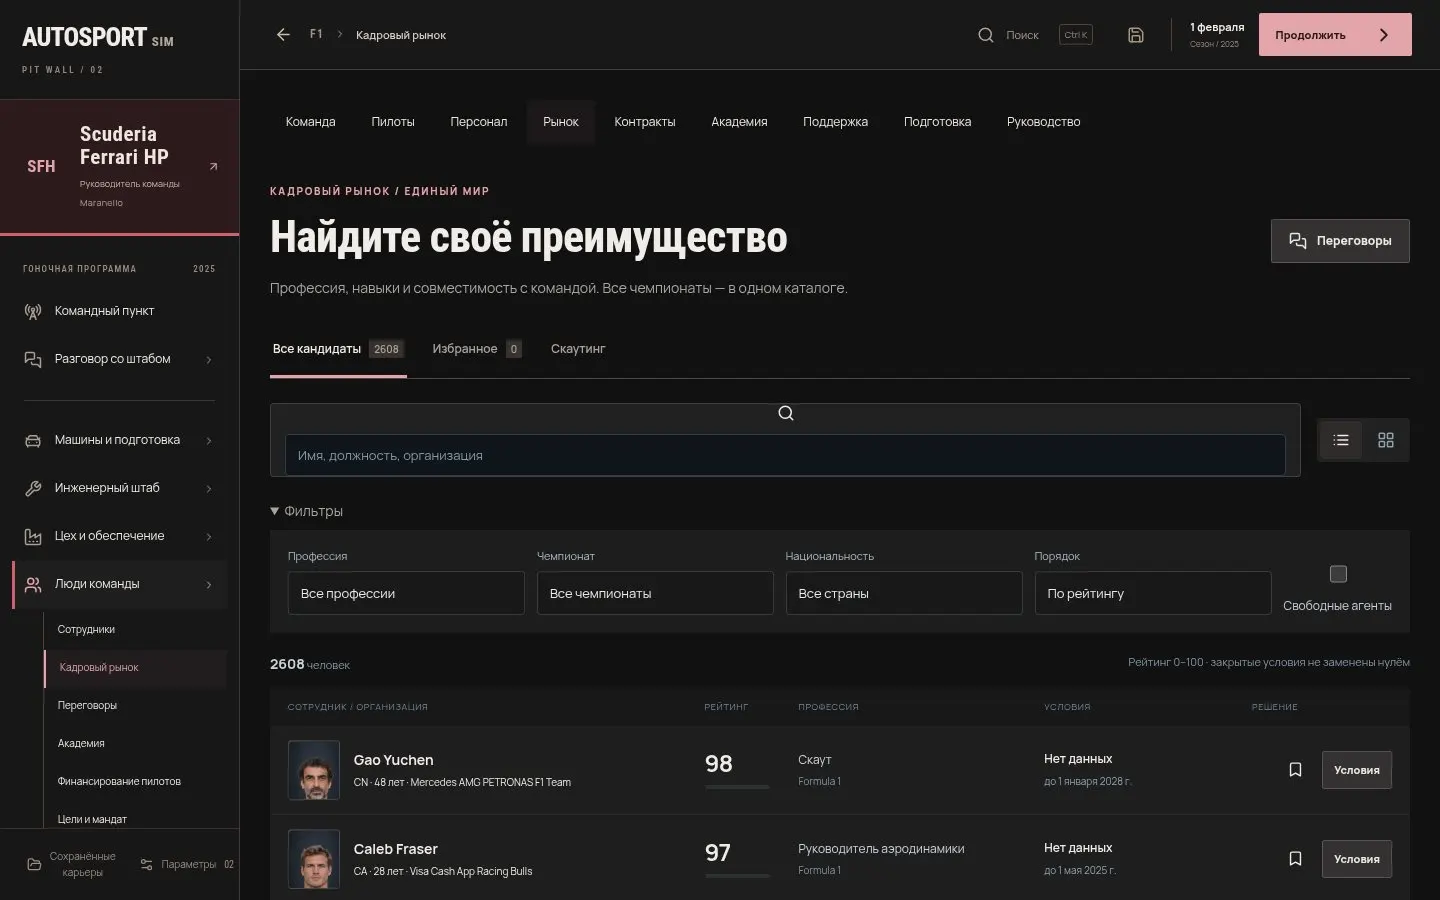 AUTOSPORT SIM
PIT WALL / 02
SFH
Scuderia
Ferrari HP
Руководитель команды
Maranello
ГОНОЧНАЯ ПРОГРАММА 2025
Командный пункт
Разговор со штабом
Машины и подготовка
Инженерный штаб
Цех и обеспечение
Люди команды
Сотрудники
Кадровый рынок
Переговоры
Академия
Финансирование пилотов
Цели и мандат
Сохранённые
карьеры
Параметры 02
F1 Кадровый рынок
Поиск Ctrl K
1 февраля
Сезон / 2025
Продолжить
Команда Пилоты Персонал Рынок Контракты Академия Поддержка Подготовка Руководство
КАДРОВЫЙ РЫНОК / ЕДИНЫЙ МИР
Найдите своё преимущество
Переговоры
Профессия, навыки и совместимость с командой. Все чемпионаты — в одном каталоге.
Все кандидаты 2608 Избранное 0 Скаутинг
Имя, должность, организация
▼ Фильтры
Профессия Чемпионат Национальность Порядок
Все профессии Все чемпионаты Все страны По рейтингу
Свободные агенты
2608 человек
Рейтинг 0–100 · закрытые условия не заменены нулём
СОТРУДНИК / ОРГАНИЗАЦИЯ РЕЙТИНГ ПРОФЕССИЯ УСЛОВИЯ РЕШЕНИЕ
Gao Yuchen
CN · 48 лет · Mercedes AMG PETRONAS F1 Team
98
Скаут
Formula 1
Нет данных
до 1 января 2028 г.
Условия
Caleb Fraser
CA · 28 лет · Visa Cash App Racing Bulls
97
Руководитель аэродинамики
Formula 1
Нет данных
до 1 мая 2025 г.
Условия